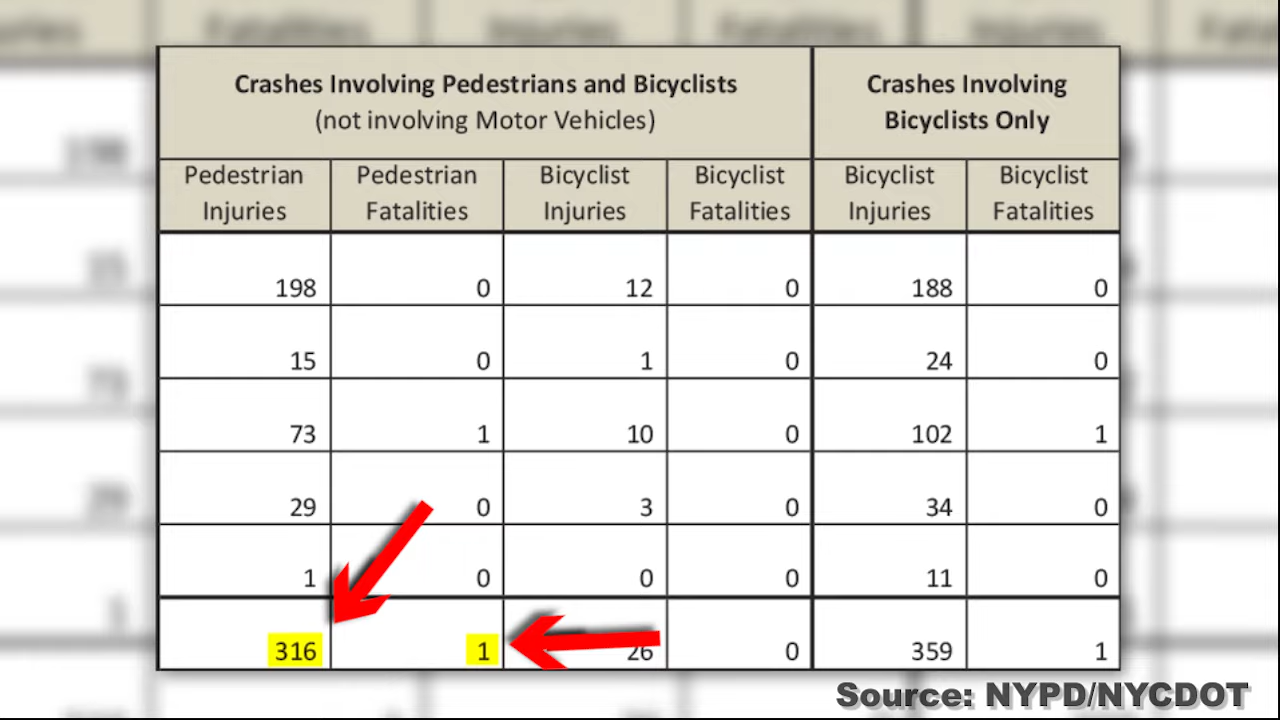 Crashes Involving Pedestrians and Bicyclists
(not involving Motor Vehicles)
Crashes Involving
Bicyclists Only
Pedestrian
Injuries
Pedestrian
Fatalities
Bicyclist
Injuries
Bicyclist
Fatalities
Bicyclist
Injuries
Bicyclist
Fatalities
198 0 12 0 188 0
15 0 1 0 24 0
73 1 10 0 102 1
29 0 3 0 34 0
1 0 0 0 11 0
316 1 26 0 359 1
Source: NYPD/NYCDOT